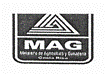 MAG
Ministerio de Agricultura y Ganadería
Costa Rica